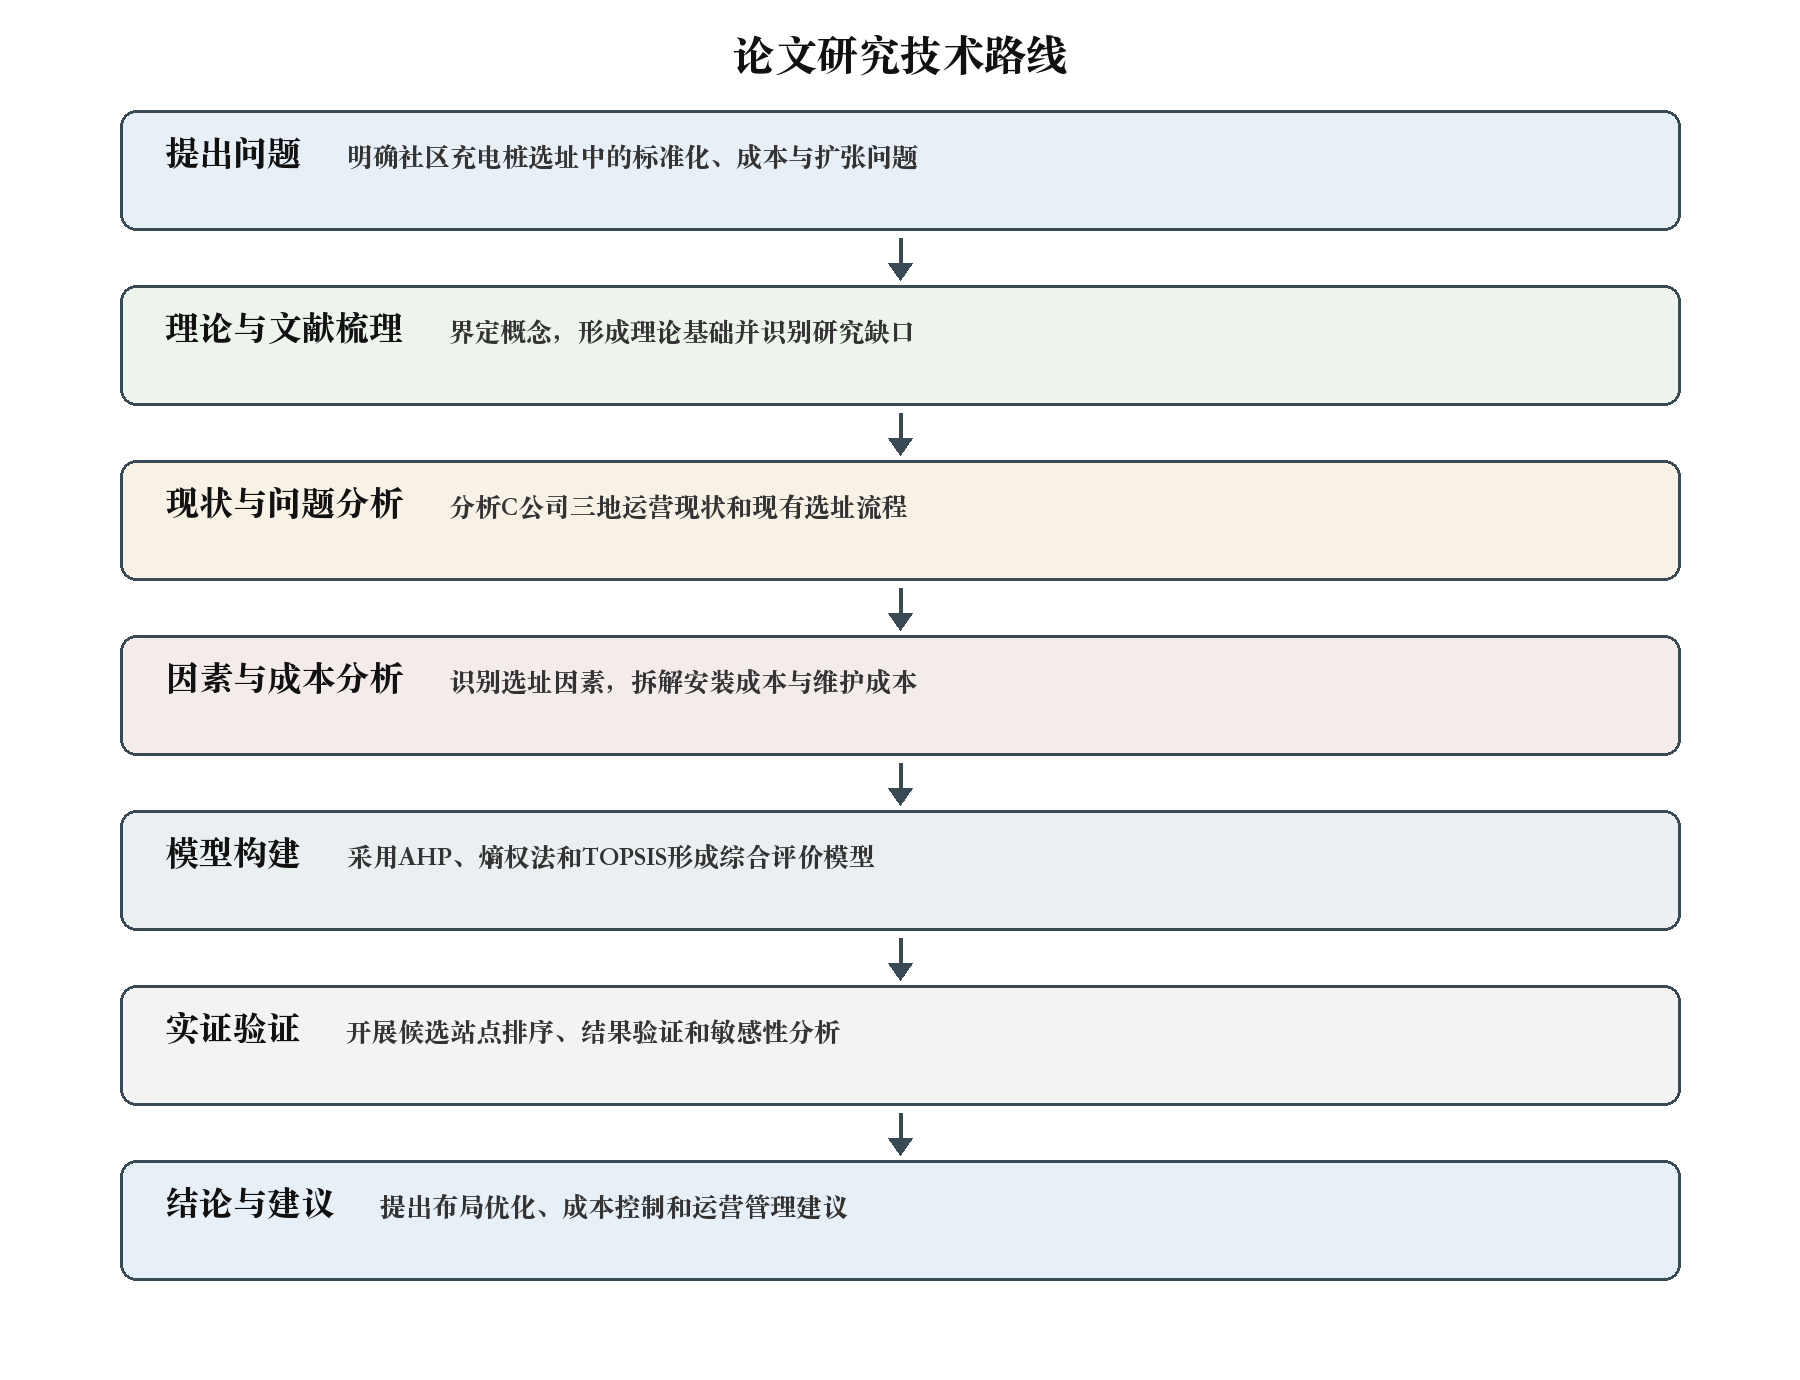 论文研究技术路线
提出问题 明确社区充电桩选址中的标准化、成本与扩张问题
理论与文献梳理 界定概念，形成理论基础并识别研究缺口
现状与问题分析 分析C公司三地运营现状和现有选址流程
因素与成本分析 识别选址因素，拆解安装成本与维护成本
模型构建 采用AHP、熵权法和TOPSIS形成综合评价模型
实证验证 开展候选站点排序、结果验证和敏感性分析
结论与建议 提出布局优化、成本控制和运营管理建议